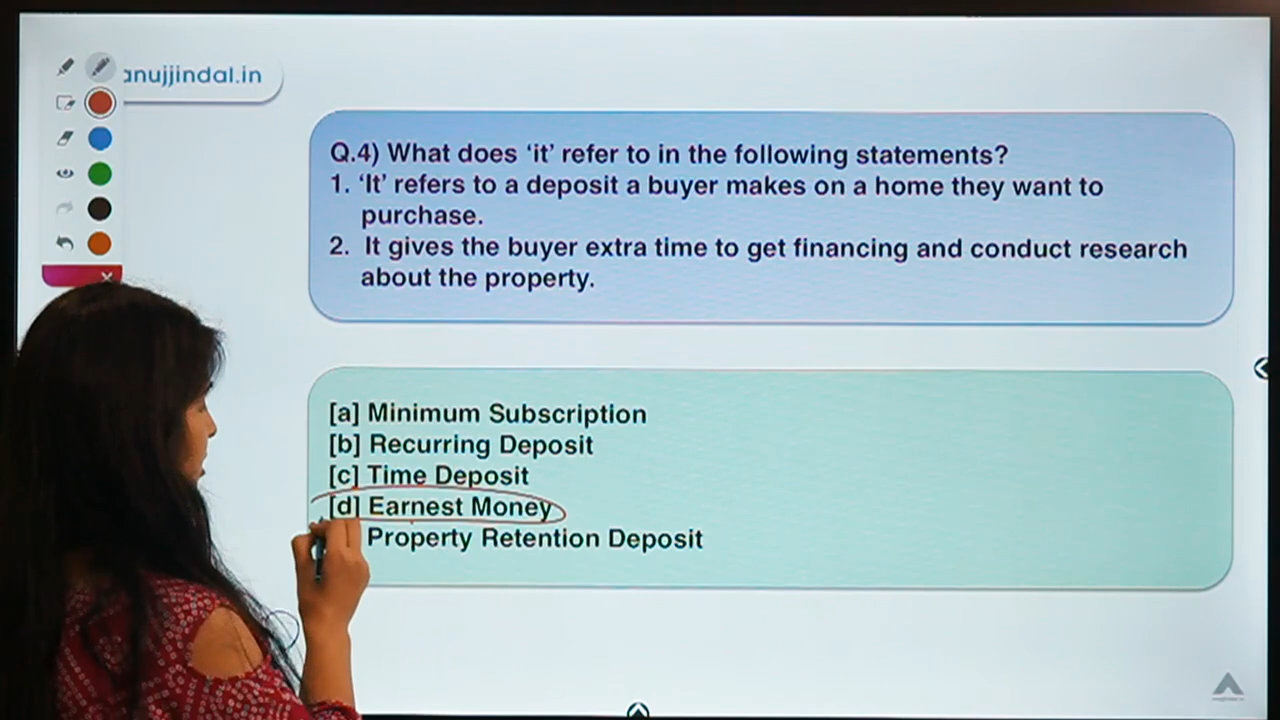 anujjindal.in
Q.4) What does ‘it’ refer to in the following statements?
1. ‘It’ refers to a deposit a buyer makes on a home they want to
purchase.
2. It gives the buyer extra time to get financing and conduct research
about the property.
[a] Minimum Subscription
[b] Recurring Deposit
[c] Time Deposit
[d] Earnest Money
Property Retention Deposit